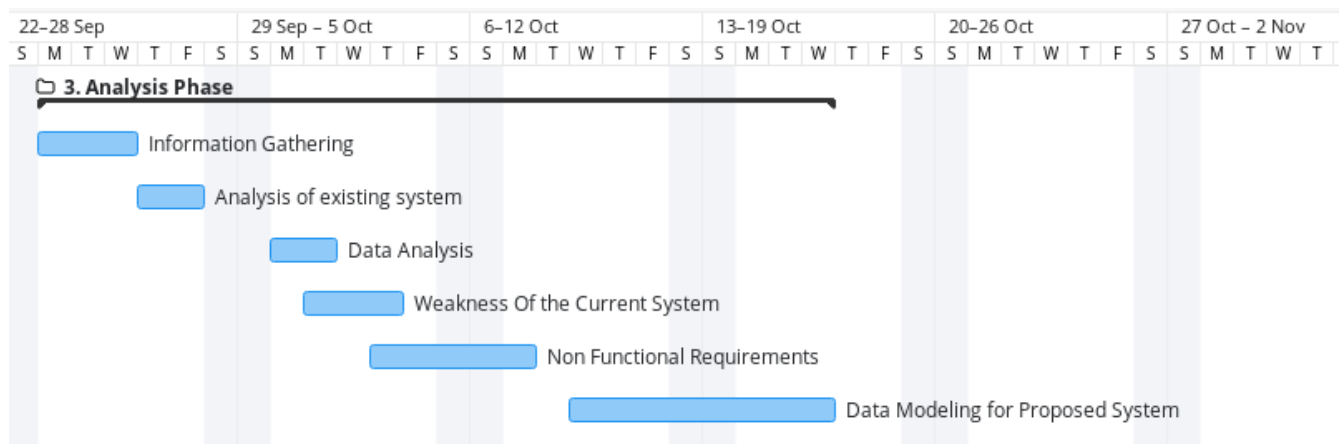 22–28 Sep 29 Sep – 5 Oct 6–12 Oct 13–19 Oct 20–26 Oct 27 Oct – 2 Nov
S M T W T F S S M T W T F S S M T W T F S S M T W T F S S M T W T F S S M T W T
3. Analysis Phase
Information Gathering
Analysis of existing system
Data Analysis
Weakness Of the Current System
Non Functional Requirements
Data Modeling for Proposed System